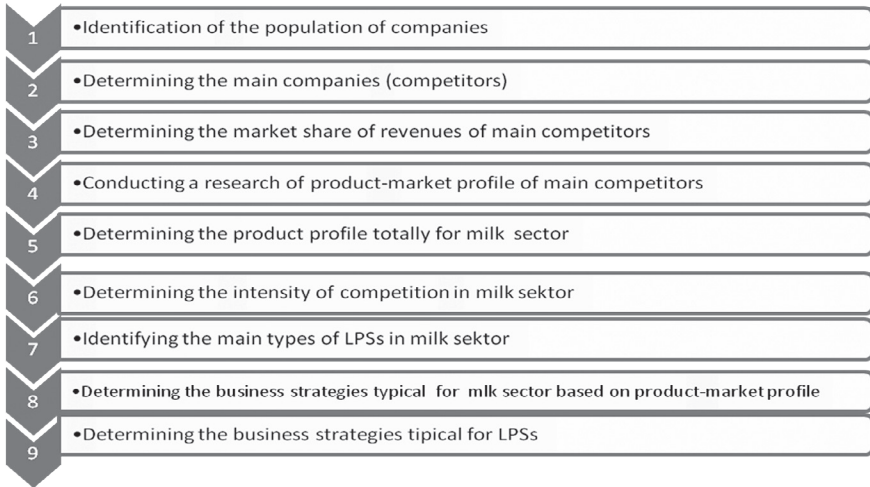 1 •Identification of the population of companies
2 •Determining the main companies (competitors)
3 •Determining the market share of revenues of main competitors
4 •Conducting a research of product-market profile of main competitors
5 •Determining the product profile totally for milk sector
6 •Determining the intensity of competition in milk sektor
7 •Identifying the main types of LPSs in milk sektor
8 •Determining the business strategies typical for mlk sector based on product-market profile
9 •Determining the business strategies tipical for LPSs